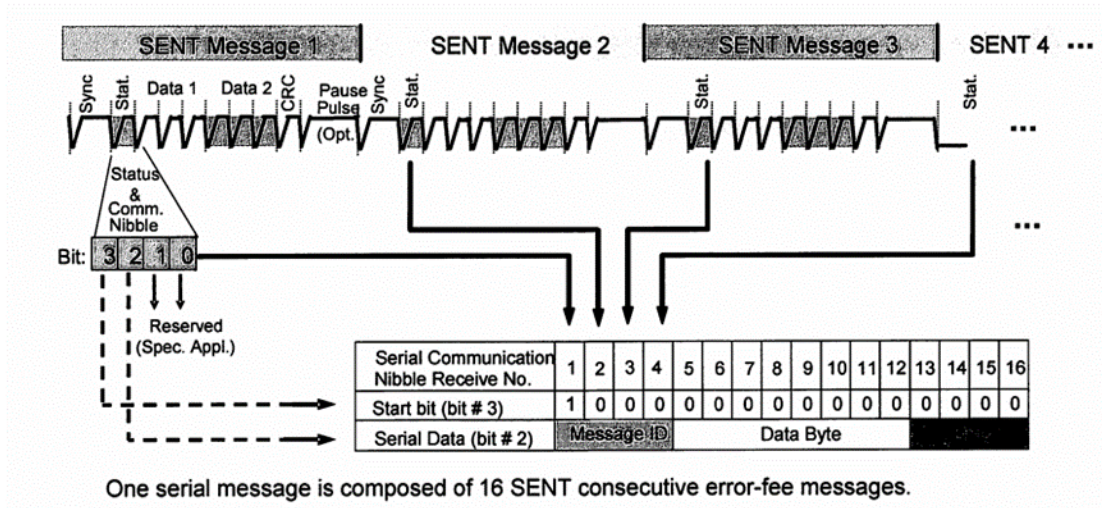 SENT Message 1 SENT Message 2 SENT Message 3 SENT 4 ...
Sync Stat. Data 1 Data 2 CRC Pause Pulse (Opt. Sync Stat. Stat. Stat.
...
Status
&
Comm.
Nibble
...
Bit: 3 2 1 0
Reserved
(Spec. Appl.)
Serial Communication
Nibble Receive No. 1 2 3 4 5 6 7 8 9 10 11 12 13 14 15 16
Start bit (bit # 3) 1 0 0 0 0 0 0 0 0 0 0 0 0 0 0 0
Serial Data (bit # 2) Message ID Data Byte
One serial message is composed of 16 SENT consecutive error-fee messages.